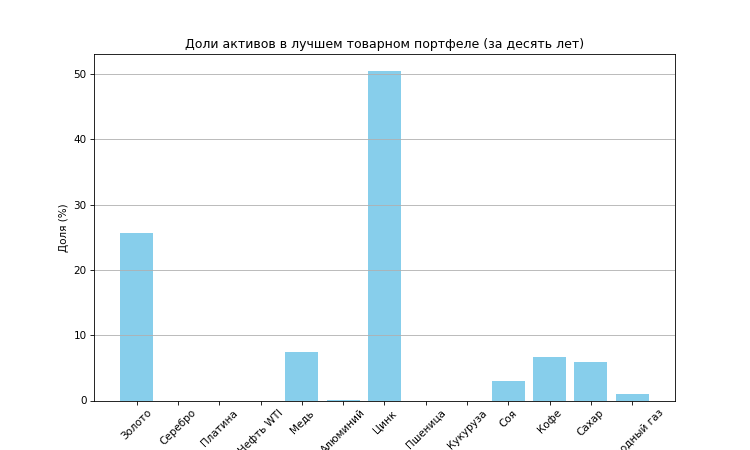 Доли активов в лучшем товарном портфеле (за десять лет)
Доля (%)
50
40
30
20
10
0
Золото
Серебро
Платина
Нефть WTI
Медь
Алюминий
Цинк
Пшеница
Кукуруза
Соя
Кофе
Сахар
одный газ